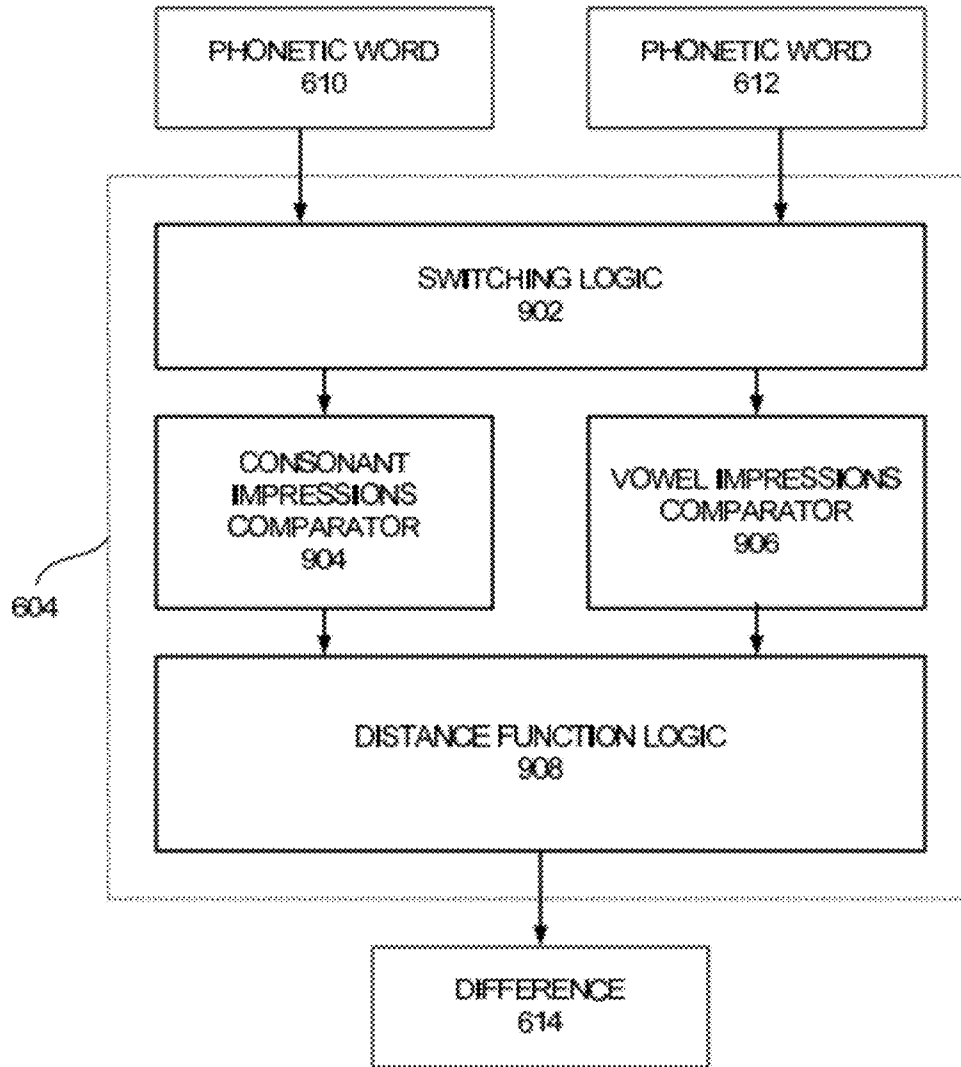 PHONETIC WORD
610
PHONETIC WORD
612
SWITCHING LOGIC
902
CONSONANT
IMPRESSIONS
COMPARATOR
904
VOWEL IMPRESSIONS
COMPARATOR
906
604
DISTANCE FUNCTION LOGIC
908
DIFFERENCE
614